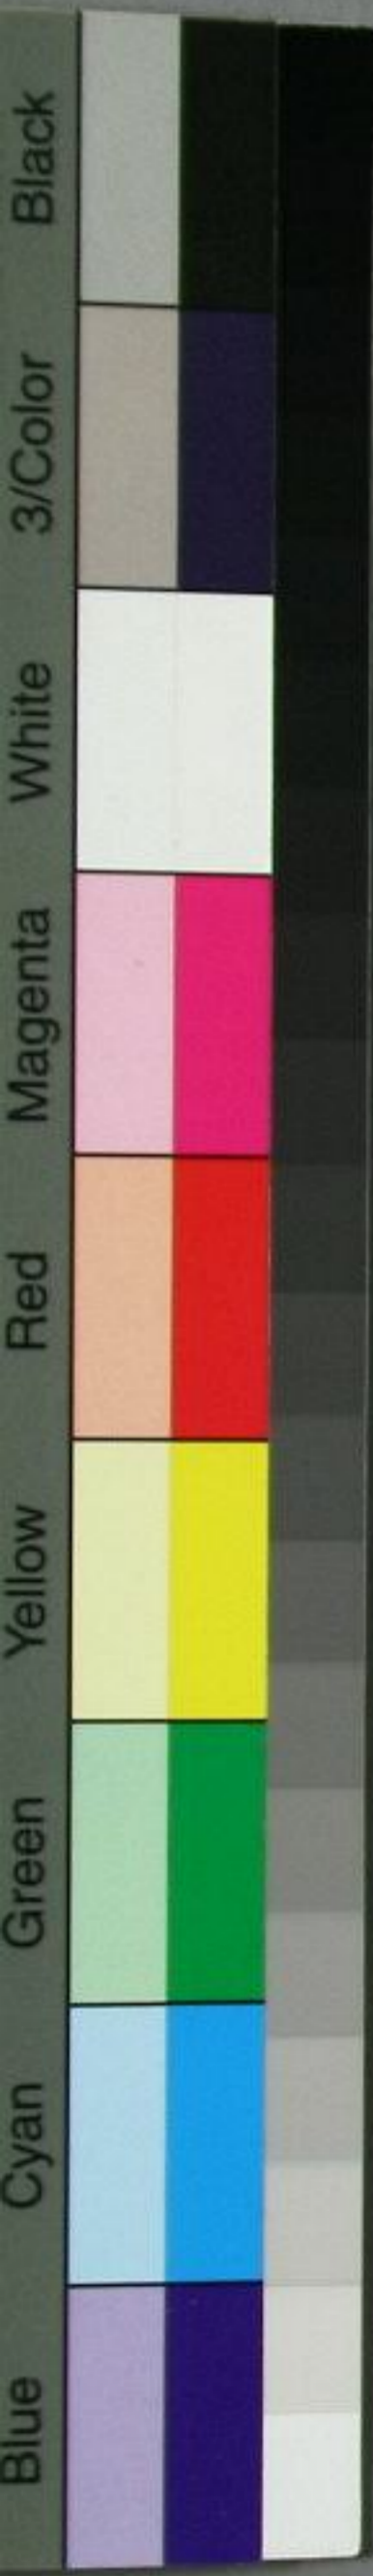 Black
3/Color
White
Magenta
Red
Yellow
Green
Cyan
Blue